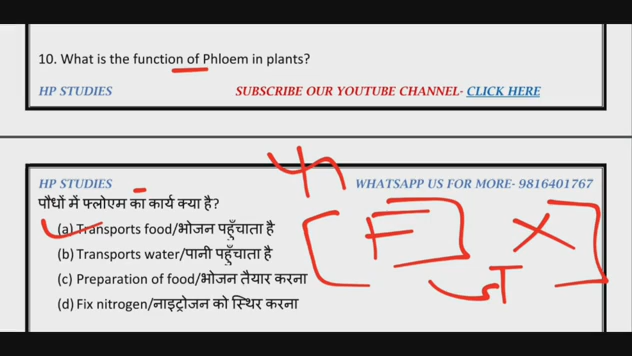 10. What is the function of Phloem in plants?
HP STUDIES SUBSCRIBE OUR YOUTUBE CHANNEL- CLICK HERE
HP STUDIES WHATSAPP US FOR MORE- 9816401767
पौधों में फ्लोएम का कार्य क्या है?
(a) Transports food/भोजन पहुँचाता है
(b) Transports water/पानी पहुँचाता है
(c) Preparation of food/भोजन तैयार करना
(d) Fix nitrogen/नाइट्रोजन को स्थिर करना
F X